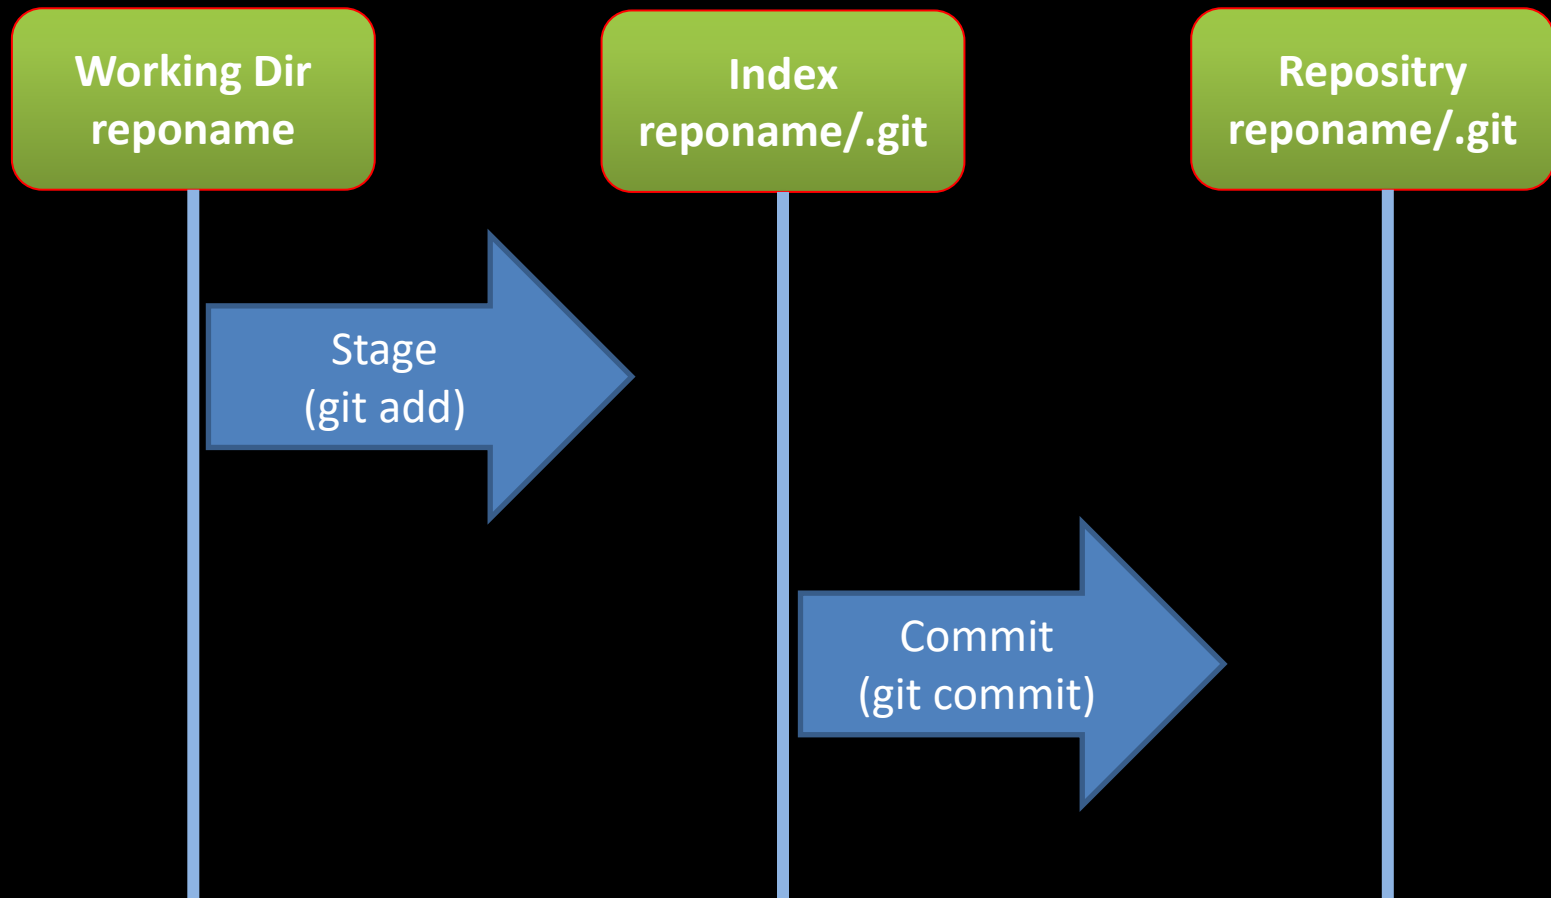 Working Dir
reponame
Index
reponame/.git
Repositry
reponame/.git
Stage
(git add)
Commit
(git commit)